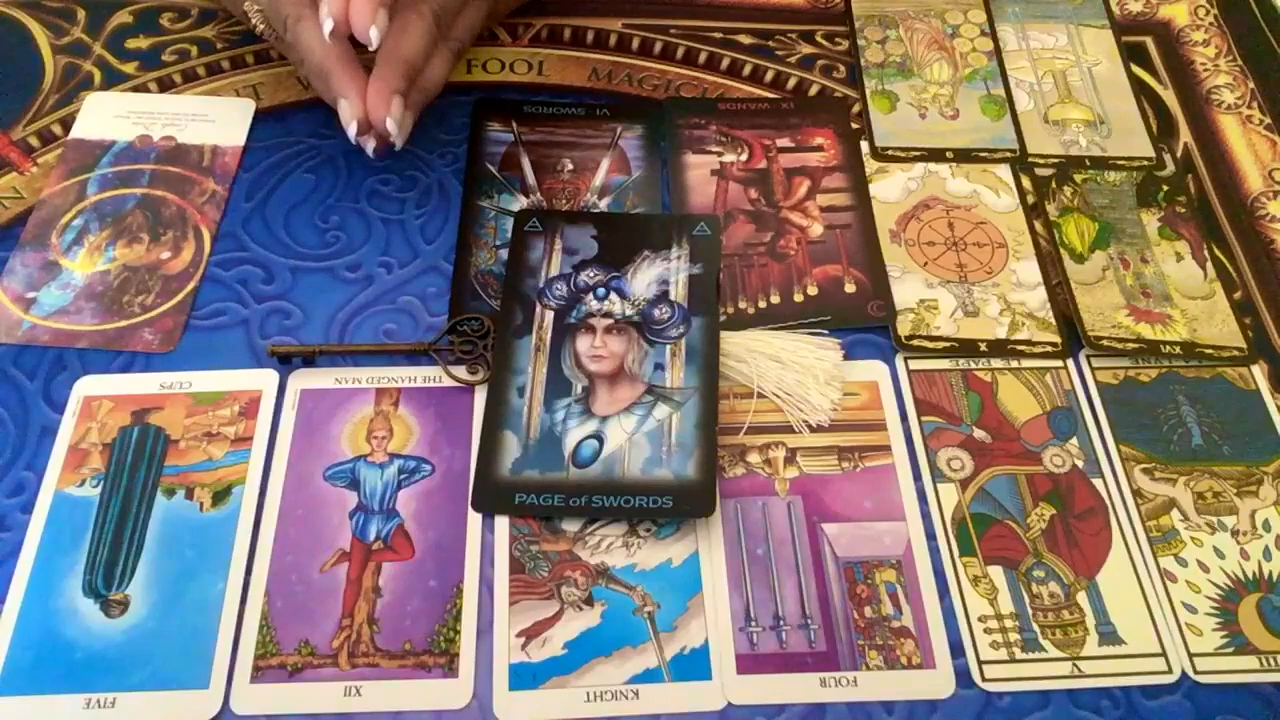 FOOL MAGIC
VI · SWORDS
IX · WANDS
X
XVI
CUPS
THE HANGED MAN
LE PAPE
PAGE of SWORDS
FIVE
XII
KNIGHT
FOUR
V
III